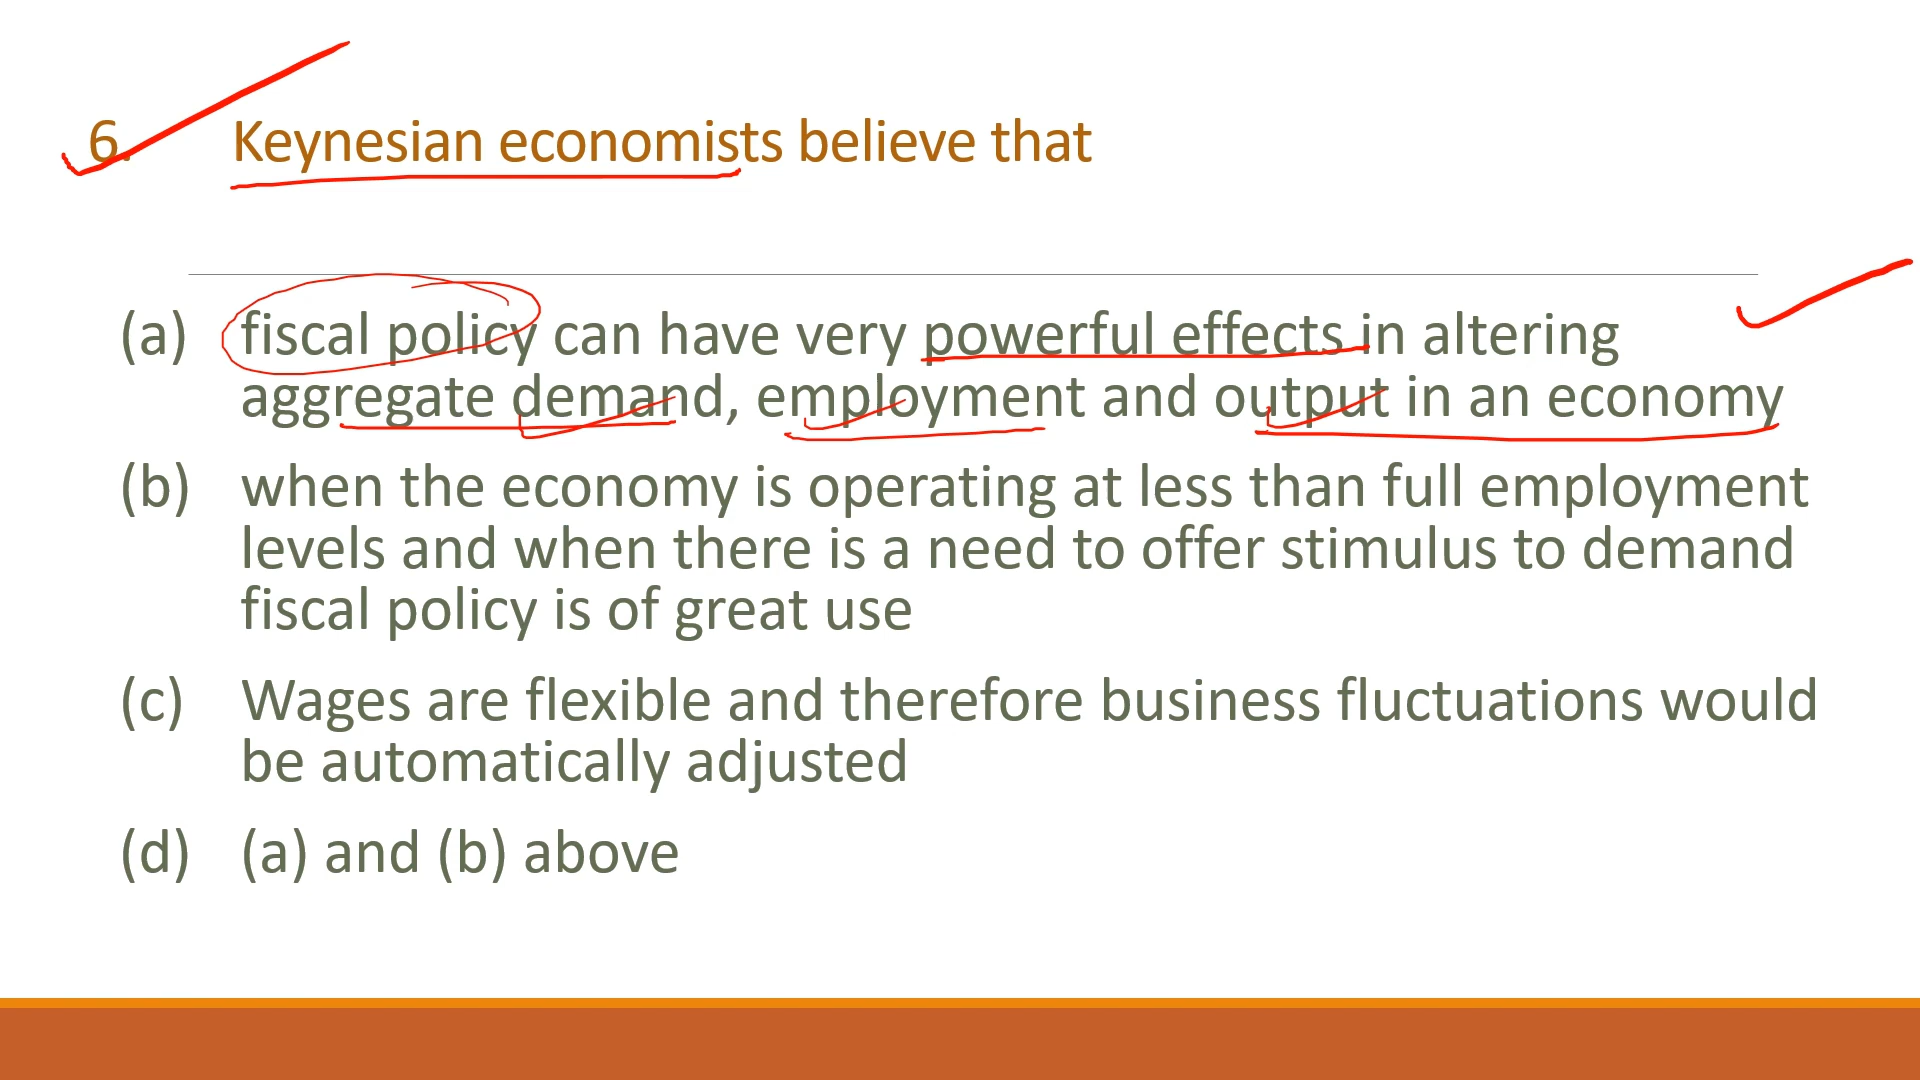 6. Keynesian economists believe that
(a) fiscal policy can have very powerful effects in altering
aggregate demand, employment and output in an economy
(b) when the economy is operating at less than full employment
levels and when there is a need to offer stimulus to demand
fiscal policy is of great use
(c) Wages are flexible and therefore business fluctuations would
be automatically adjusted
(d) (a) and (b) above